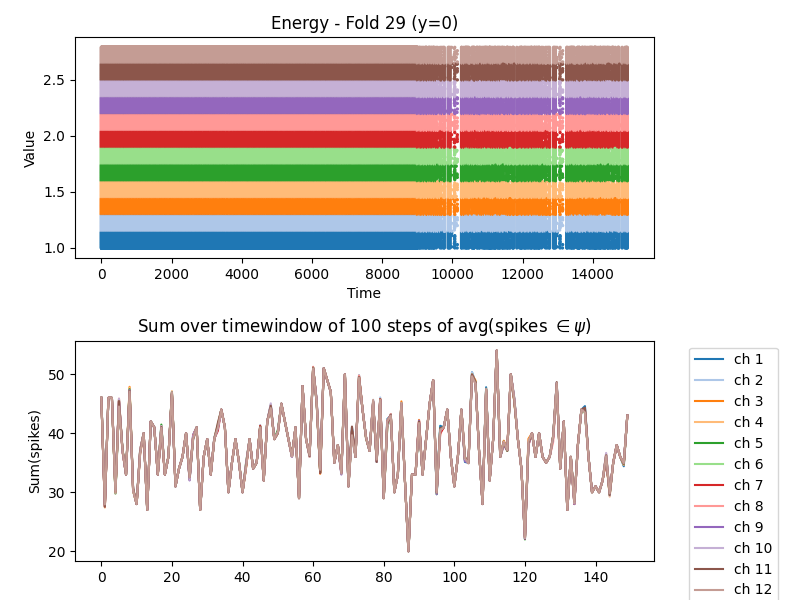 Energy - Fold 29 (y=0)
Value
2.5
2.0
1.5
1.0
0 2000 4000 6000 8000 10000 12000 14000
Time
Sum over timewindow of 100 steps of avg(spikes ∈ ψ)
Sum(spikes)
50
40
30
20
0 20 40 60 80 100 120 140
ch 1
ch 2
ch 3
ch 4
ch 5
ch 6
ch 7
ch 8
ch 9
ch 10
ch 11
ch 12